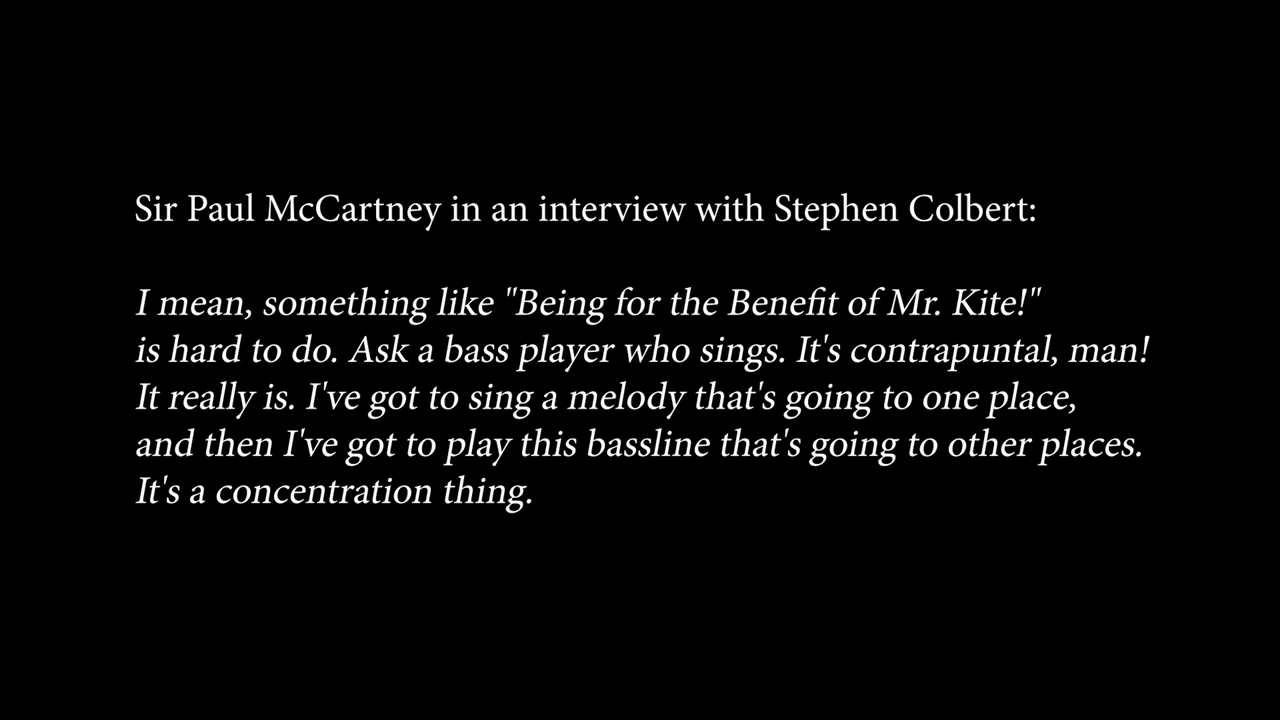 Sir Paul McCartney in an interview with Stephen Colbert:
I mean, something like "Being for the Benefit of Mr. Kite!"
is hard to do. Ask a bass player who sings. It's contrapuntal, man!
It really is. I've got to sing a melody that's going to one place,
and then I've got to play this bassline that's going to other places.
It's a concentration thing.